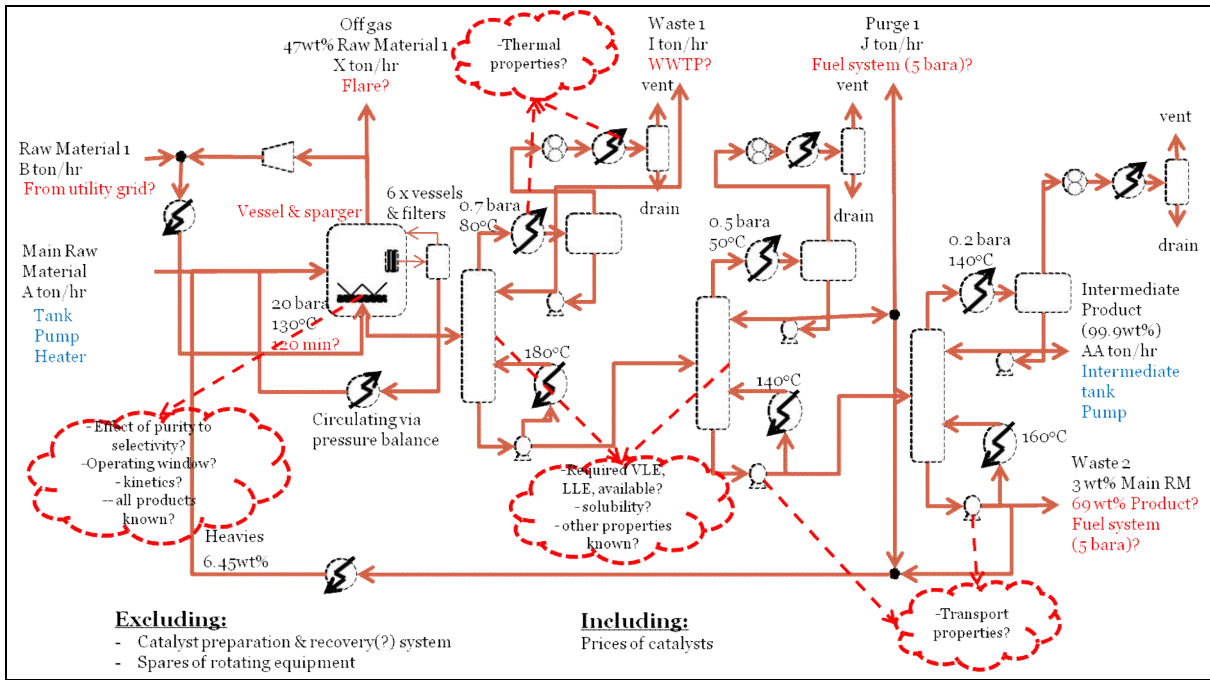 Off gas
47wt% Raw Material 1
X ton/hr
Flare?
-Thermal
properties?
Waste 1
I ton/hr
WWTP?
vent
Purge 1
J ton/hr
Fuel system (5 bara)?
vent
vent
Raw Material 1
B ton/hr
From utility grid?
Vessel & sparger
6 x vessels
& filters
0.7 bara
80°C
drain
0.5 bara
50°C
drain
0.2 bara
140°C
drain
Main Raw
Material
A ton/hr
Tank
Pump
Heater
20 bara
130°C
120 min?
Circulating via
pressure balance
180°C
140°C
160°C
Intermediate
Product
(99.9wt%)
AA ton/hr
Intermediate
tank
Pump
-Effect of purity to
selectivity?
-Operating window?
- kinetics?
-- all products
known?
-Required VLE,
LLE, available?
- solubility?
- other properties
known?
Waste 2
3 wt% Main RM
69 wt% Product?
Fuel system
(5 bara)?
Heavies
6.45wt%
-Transport
properties?
Excluding:
- Catalyst preparation & recovery(?) system
- Spares of rotating equipment
Including:
Prices of catalysts